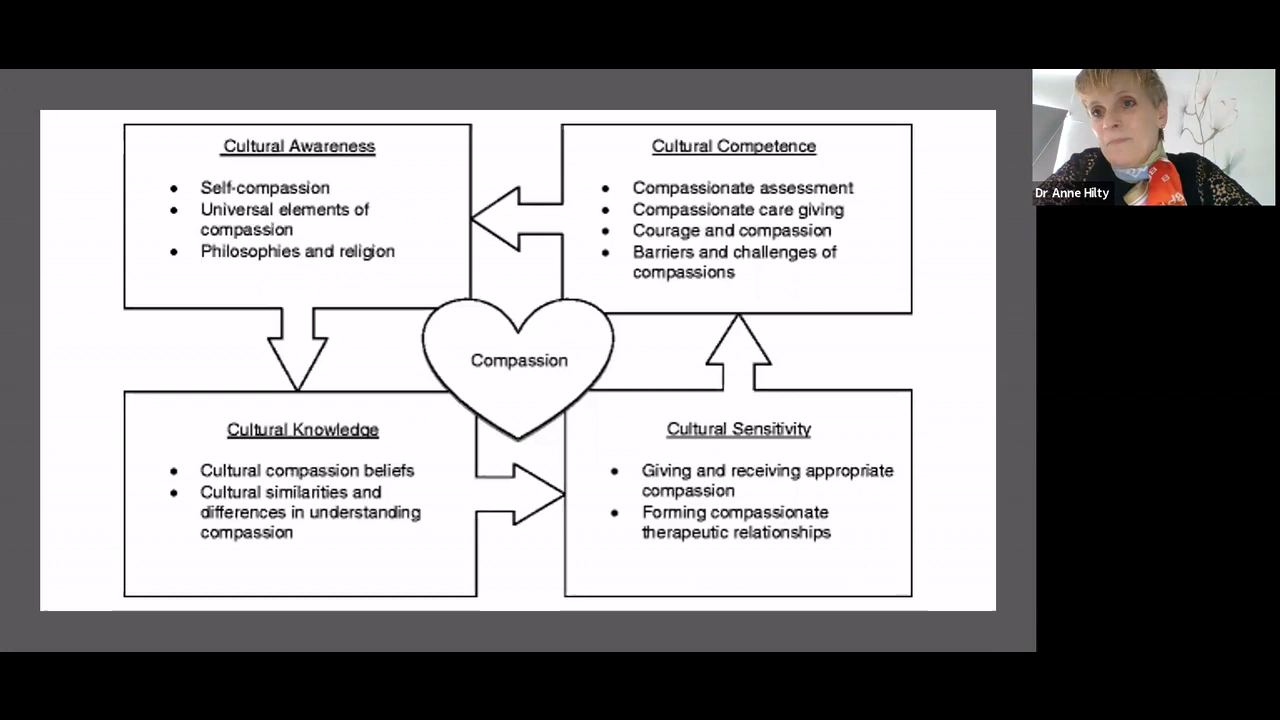 Cultural Awareness
• Self-compassion
• Universal elements of
compassion
• Philosophies and religion
Cultural Competence
• Compassionate assessment
• Compassionate care giving
• Courage and compassion
• Barriers and challenges of
compassions
Compassion
Cultural Knowledge
• Cultural compassion beliefs
• Cultural similarities and
differences in understanding
compassion
Cultural Sensitivity
• Giving and receiving appropriate
compassion
• Forming compassionate
therapeutic relationships
Dr Anne Hilty